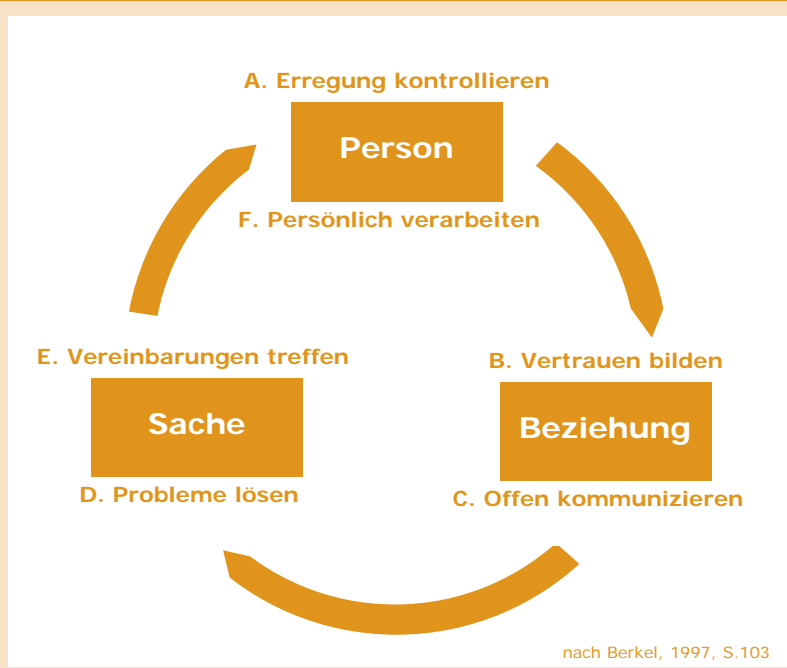 A. Erregung kontrollieren
Person
F. Persönlich verarbeiten
B. Vertrauen bilden
Beziehung
C. Offen kommunizieren
E. Vereinbarungen treffen
Sache
D. Probleme lösen
nach Berkel, 1997, S.103